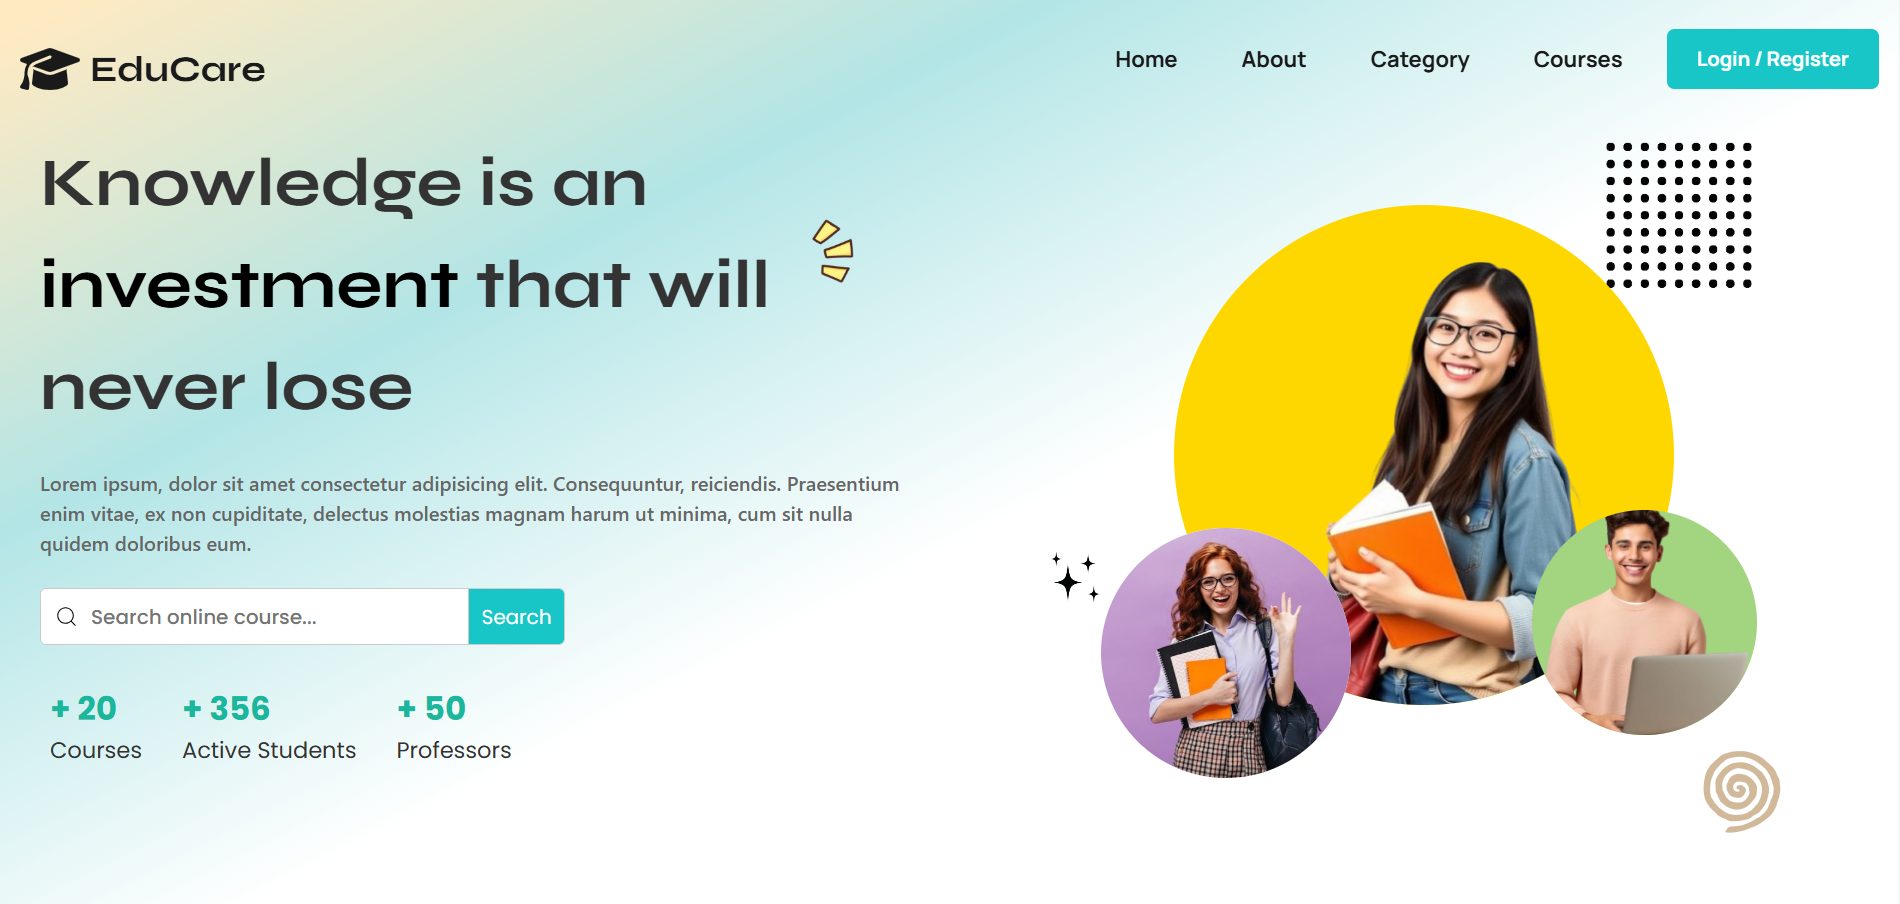 EduCare
Home
About
Category
Courses
Login / Register
Knowledge is an
investment that will
never lose
Lorem ipsum, dolor sit amet consectetur adipisicing elit. Consequuntur, reiciendis. Praesentium
enim vitae, ex non cupiditate, delectus molestias magnam harum ut minima, cum sit nulla
quidem doloribus eum.
Search online course...
Search
+ 20
Courses
+ 356
Active Students
+ 50
Professors